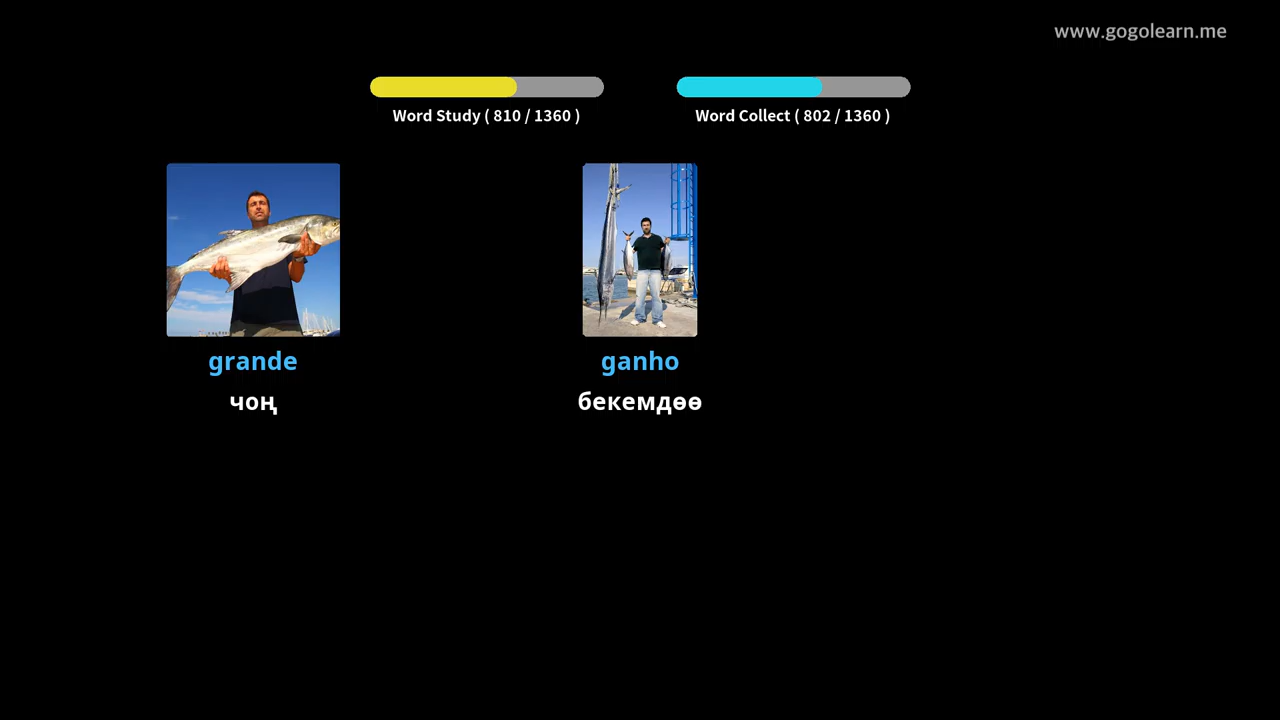 www.gogolearn.me
Word Study ( 810 / 1360 )
Word Collect ( 802 / 1360 )
grande
ganho
чоң
бекемдөө